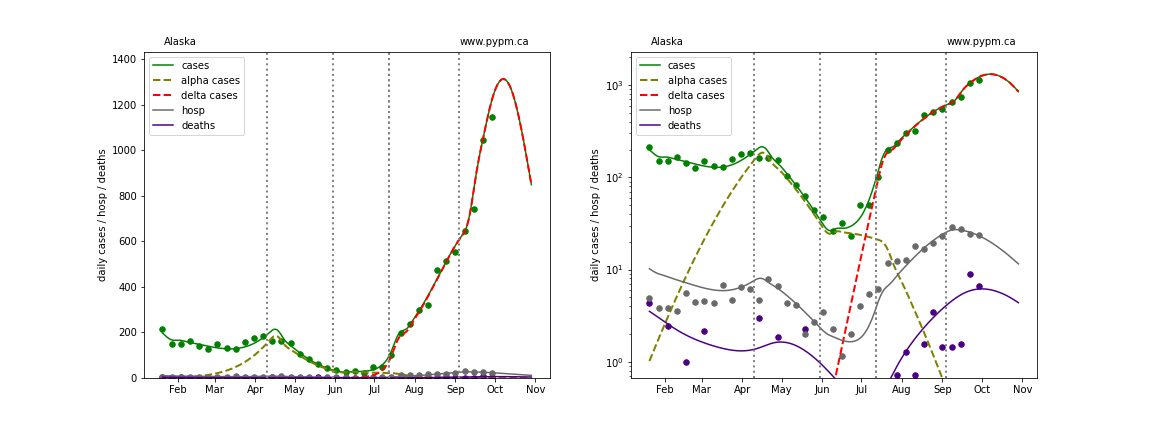 Alaska
www.pypm.ca
cases
alpha cases
delta cases
hosp
deaths
daily cases / hosp / deaths
1400
1200
1000
800
600
400
200
0
Feb Mar Apr May Jun Jul Aug Sep Oct Nov
Alaska
www.pypm.ca
cases
alpha cases
delta cases
hosp
deaths
daily cases / hosp / deaths
10³
10²
10¹
10⁰
Feb Mar Apr May Jun Jul Aug Sep Oct Nov